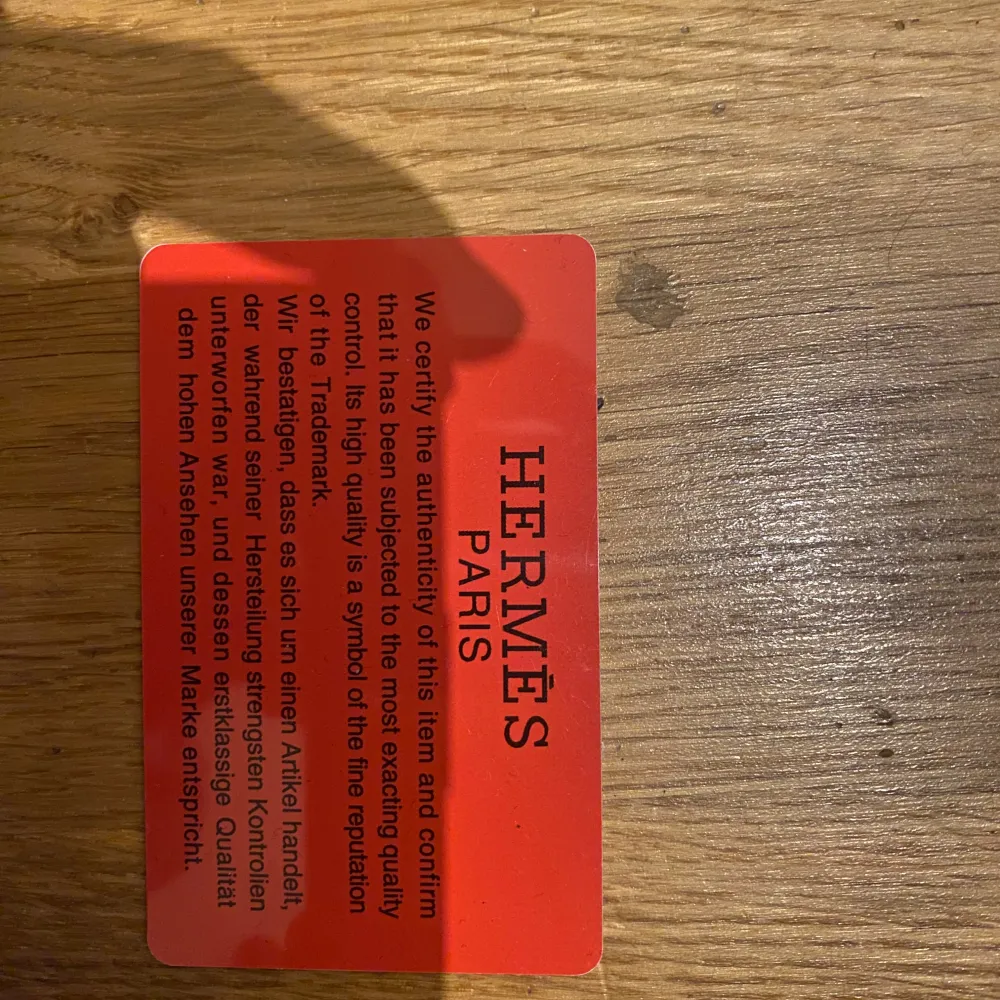 HERMĒS
PARIS
We certify the authenticity of this item and confirm
that it has been subjected to the most exacting quality
control. Its high quality is a symbol of the fine reputation
of the Trademark.
Wir bestatigen, dass es sich um einen Artikel handelt,
der wahrend seiner Hersteilung strengsten Kontrolien
unterworfen war, und dessen erstklassige Qualität
dem hohen Ansehen unserer Marke entspricht.